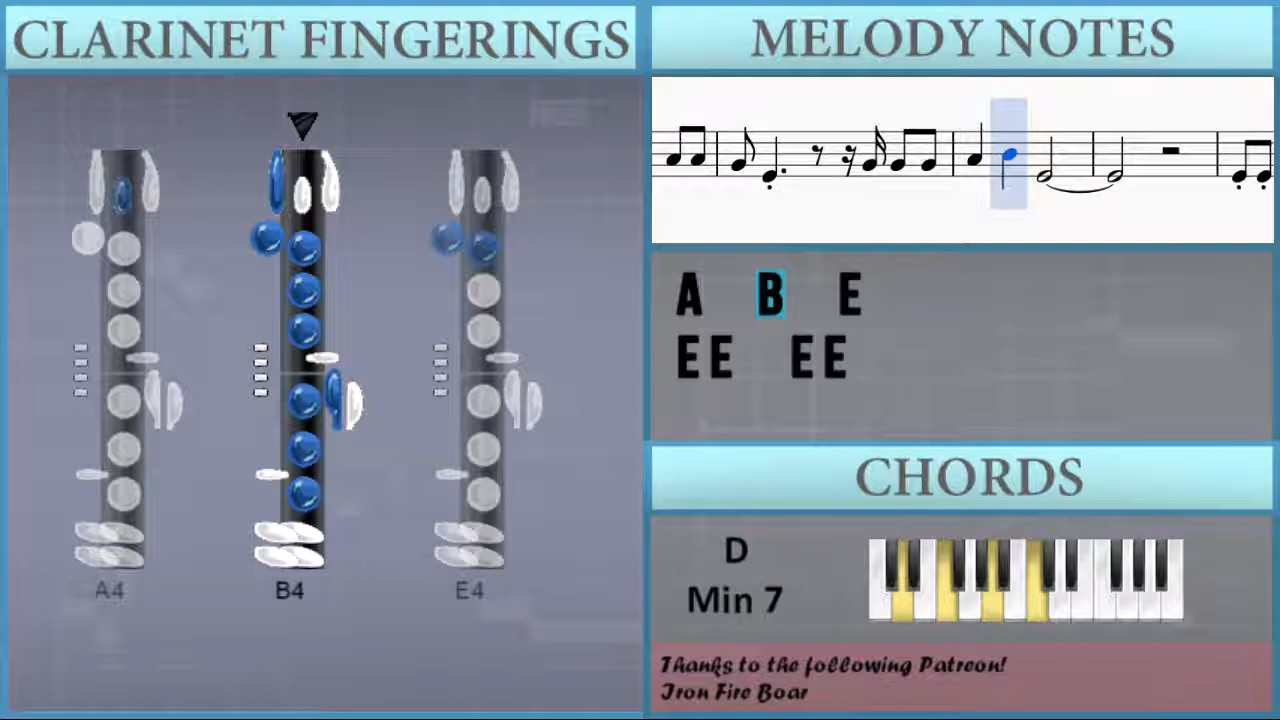 CLARINET FINGERINGS
A4 B4 E4
MELODY NOTES
A B E
EE EE
CHORDS
D
Min 7
Thanks to the following Patreon!
Iron Fire Boar